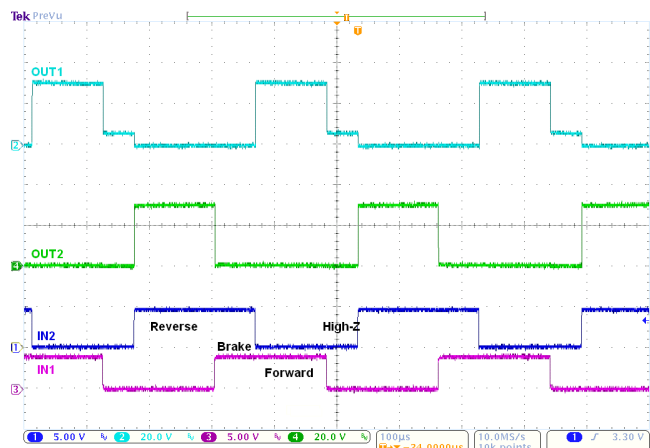 Tek PreVu
T
OUT1
2
OUT2
4
IN2
Reverse
High-Z
1
Brake
IN1
Forward
3
1 5.00 V 2 20.0 V 3 5.00 V 4 20.0 V
100µs
10.0MS/s
1 3.30 V
10k points